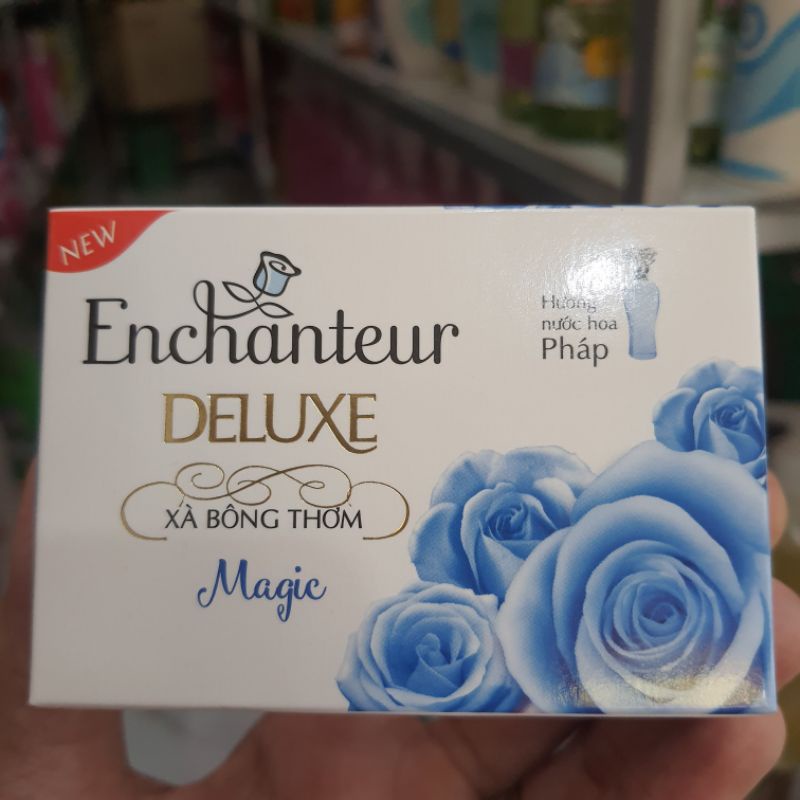 NEW
Enchanteur
DELUXE
XÀ BÔNG THƠM
Magic
Hương
nước hoa
Pháp